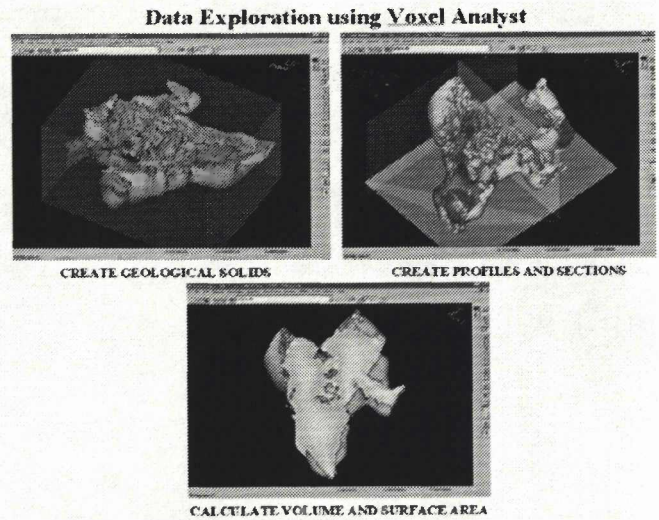 Data Exploration using Voxel Analyst
CREATE GEOLOGICAL SOLIDS
CREATE PROFILES AND SECTIONS
CALCULATE VOLUME AND SURFACE AREA